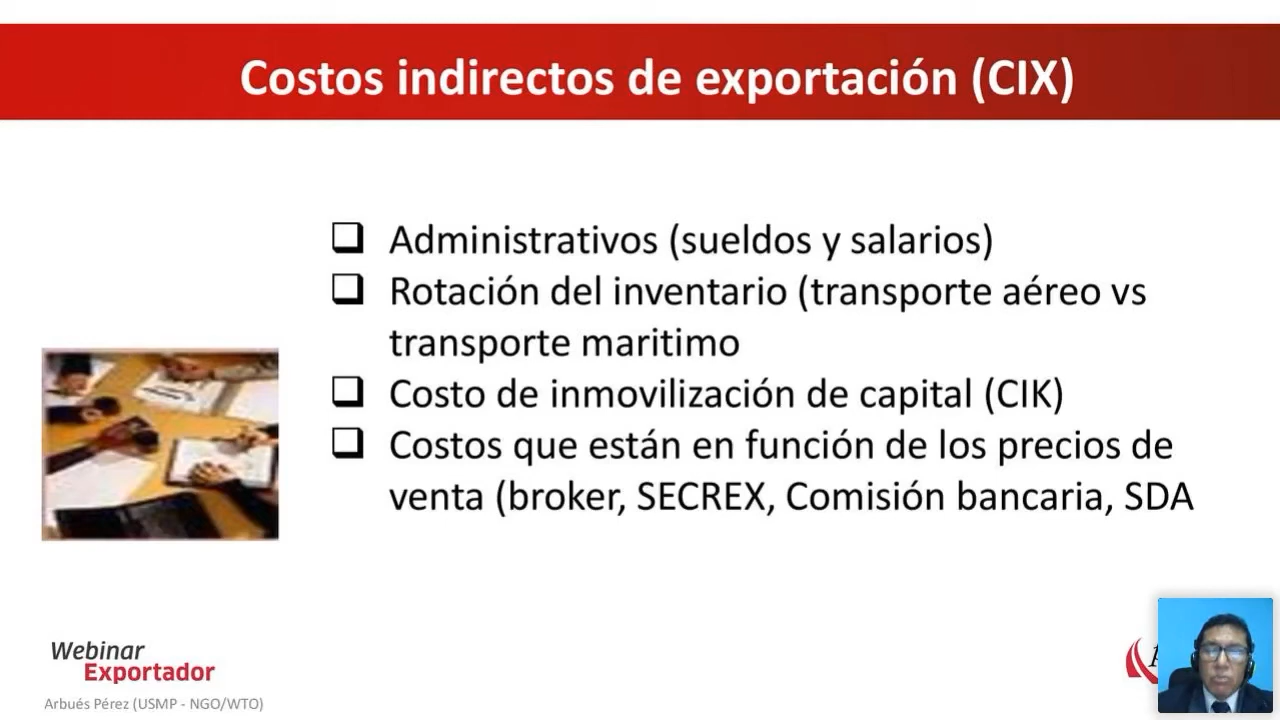 Costos indirectos de exportación (CIX)
Administrativos (sueldos y salarios)
Rotación del inventario (transporte aéreo vs
transporte maritimo
Costo de inmovilización de capital (CIK)
Costos que están en función de los precios de
venta (broker, SECREX, Comisión bancaria, SDA
Webinar
Exportador
Arbués Pérez (USMP - NGO/WTO)